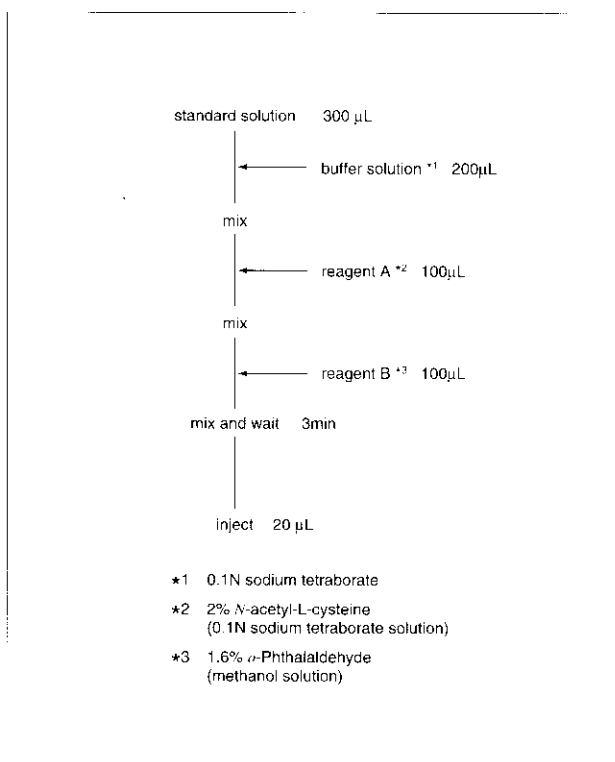 standard solution 300 µL
buffer solution *1 200µL
mix
reagent A *2 100µL
mix
reagent B *3 100µL
mix and wait 3min
inject 20 µL
★1 0.1N sodium tetraborate
★2 2% N-acetyl-L-cysteine
(0.1N sodium tetraborate solution)
★3 1.6% o-Phthalaldehyde
(methanol solution)